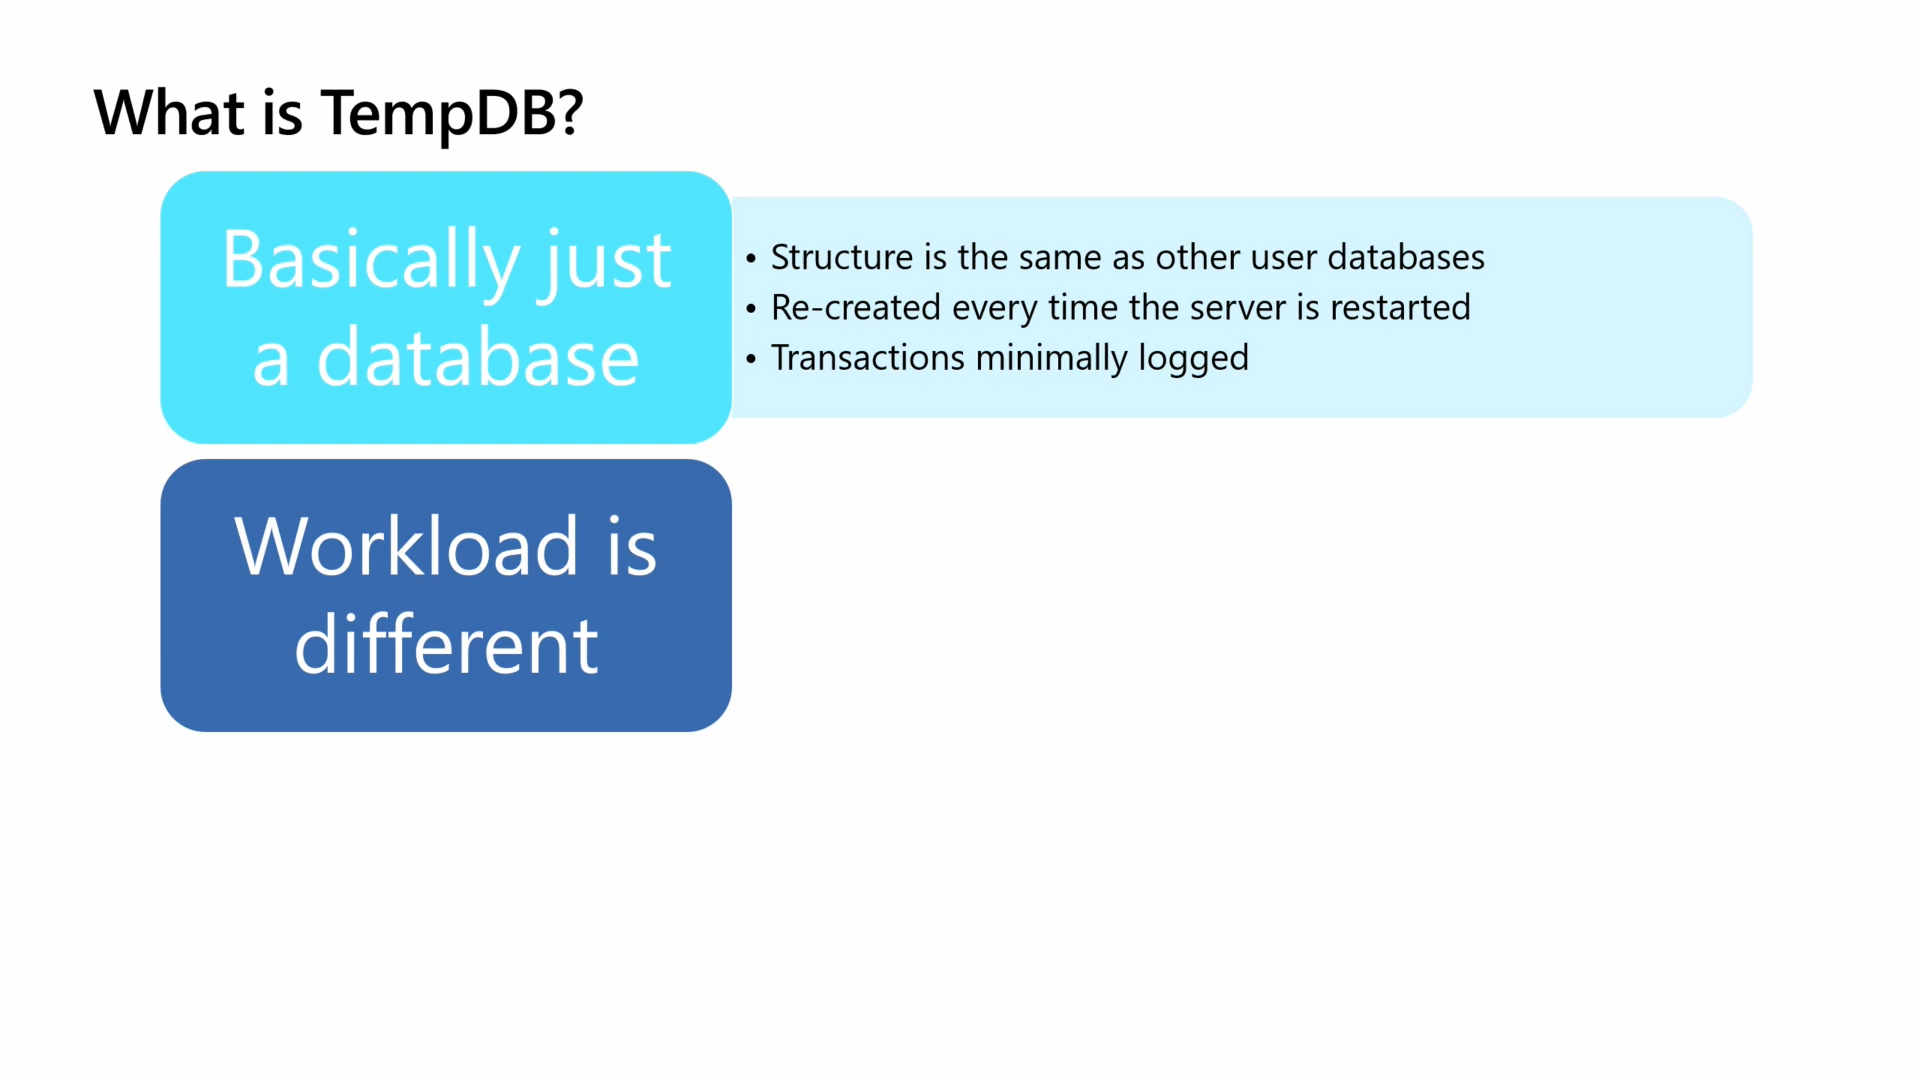 What is TempDB?
Basically just
a database
• Structure is the same as other user databases
• Re-created every time the server is restarted
• Transactions minimally logged
Workload is
different